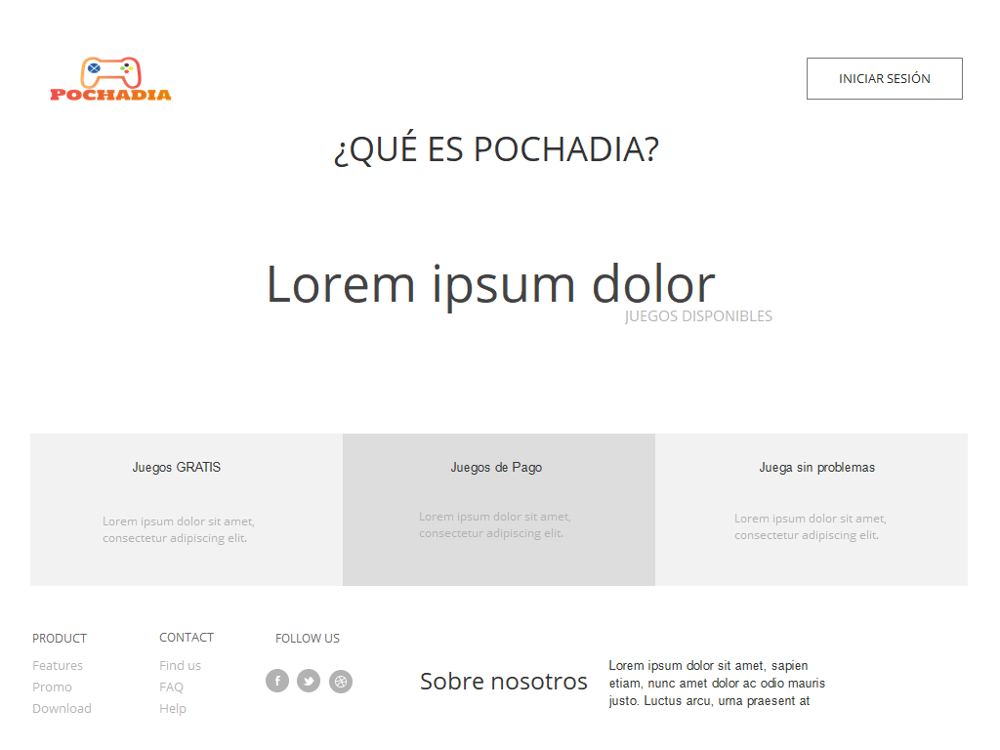 POCHADIA
INICIAR SESIÓN
¿QUÉ ES POCHADIA?
Lorem ipsum dolor
JUEGOS DISPONIBLES
Juegos GRATIS
Lorem ipsum dolor sit amet,
consectetur adipiscing elit.
Juegos de Pago
Lorem ipsum dolor sit amet,
consectetur adipiscing elit.
Juega sin problemas
Lorem ipsum dolor sit amet,
consectetur adipiscing elit.
PRODUCT
Features
Promo
Download
CONTACT
Find us
FAQ
Help
FOLLOW US
Sobre nosotros
Lorem ipsum dolor sit amet, sapien
etiam, nunc amet dolor ac odio mauris
justo. Luctus arcu, urna praesent at